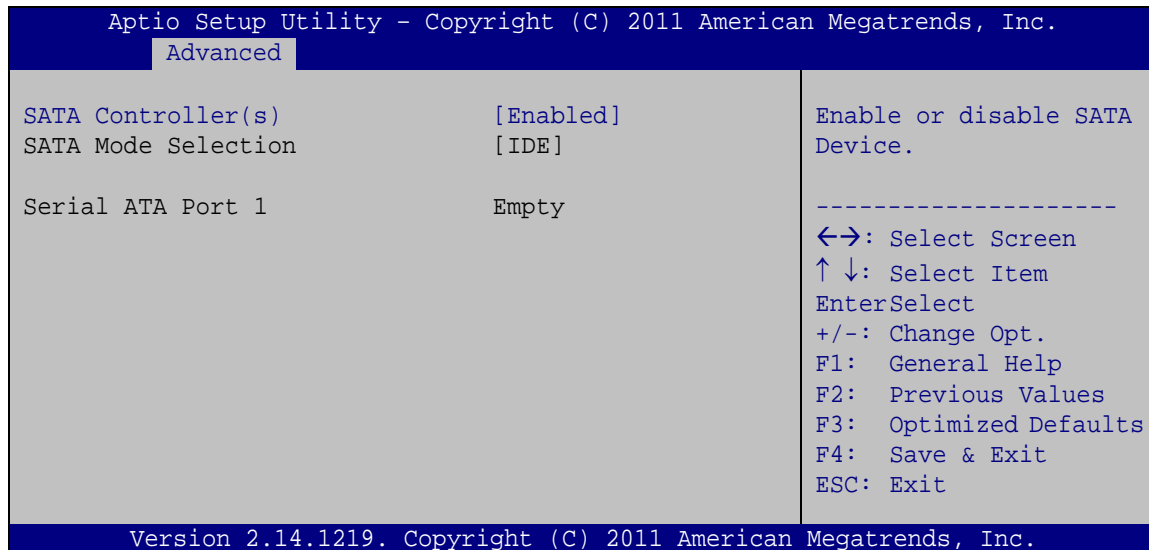 Aptio Setup Utility – Copyright (C) 2011 American Megatrends, Inc.
Advanced
SATA Controller(s) [Enabled]
SATA Mode Selection [IDE]
Serial ATA Port 1 Empty
Enable or disable SATA
Device.
---------------------
←→: Select Screen
↑ ↓: Select Item
EnterSelect
+/-: Change Opt.
F1: General Help
F2: Previous Values
F3: Optimized Defaults
F4: Save & Exit
ESC: Exit
Version 2.14.1219. Copyright (C) 2011 American Megatrends, Inc.